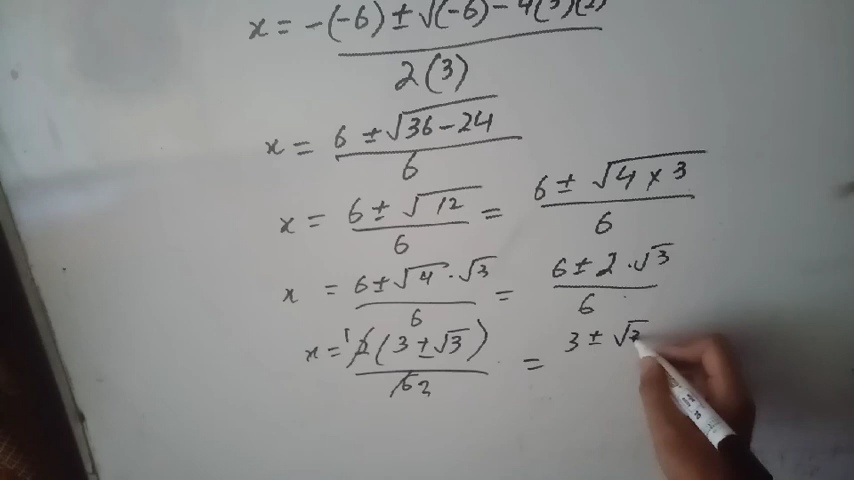 x = -(-6) ± √(-6) - 4(3)(2)
2(3)
x = 6 ± √36 - 24
6
x = 6 ± √12 = 6 ± √4 x 3
6 6
x = 6 ± √4 · √3 = 6 ± 2 · √3
6 6
x = 1 2(3 ± √3) = 3 ± √3
6 2